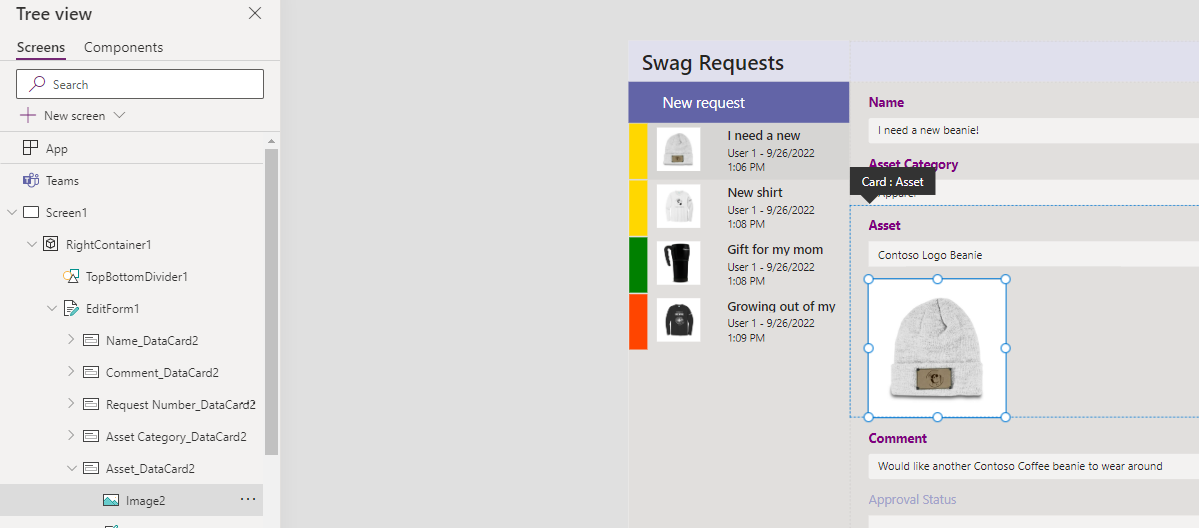 Tree view
Screens
Components
Search
New screen
App
Teams
Screen1
RightContainer1
TopBottomDivider1
EditForm1
Name_DataCard2
Comment_DataCard2
Request Number_DataCard2
Asset Category_DataCard2
Asset_DataCard2
Image2
Swag Requests
New request
I need a new
User 1 - 9/26/2022
1:06 PM
New shirt
User 1 - 9/26/2022
1:08 PM
Gift for my mom
User 1 - 9/26/2022
1:08 PM
Growing out of my
User 1 - 9/26/2022
1:09 PM
Name
I need a new beanie!
Asset Category
Card : Asset
Asset
Contoso Logo Beanie
Comment
Would like another Contoso Coffee beanie to wear around
Approval Status